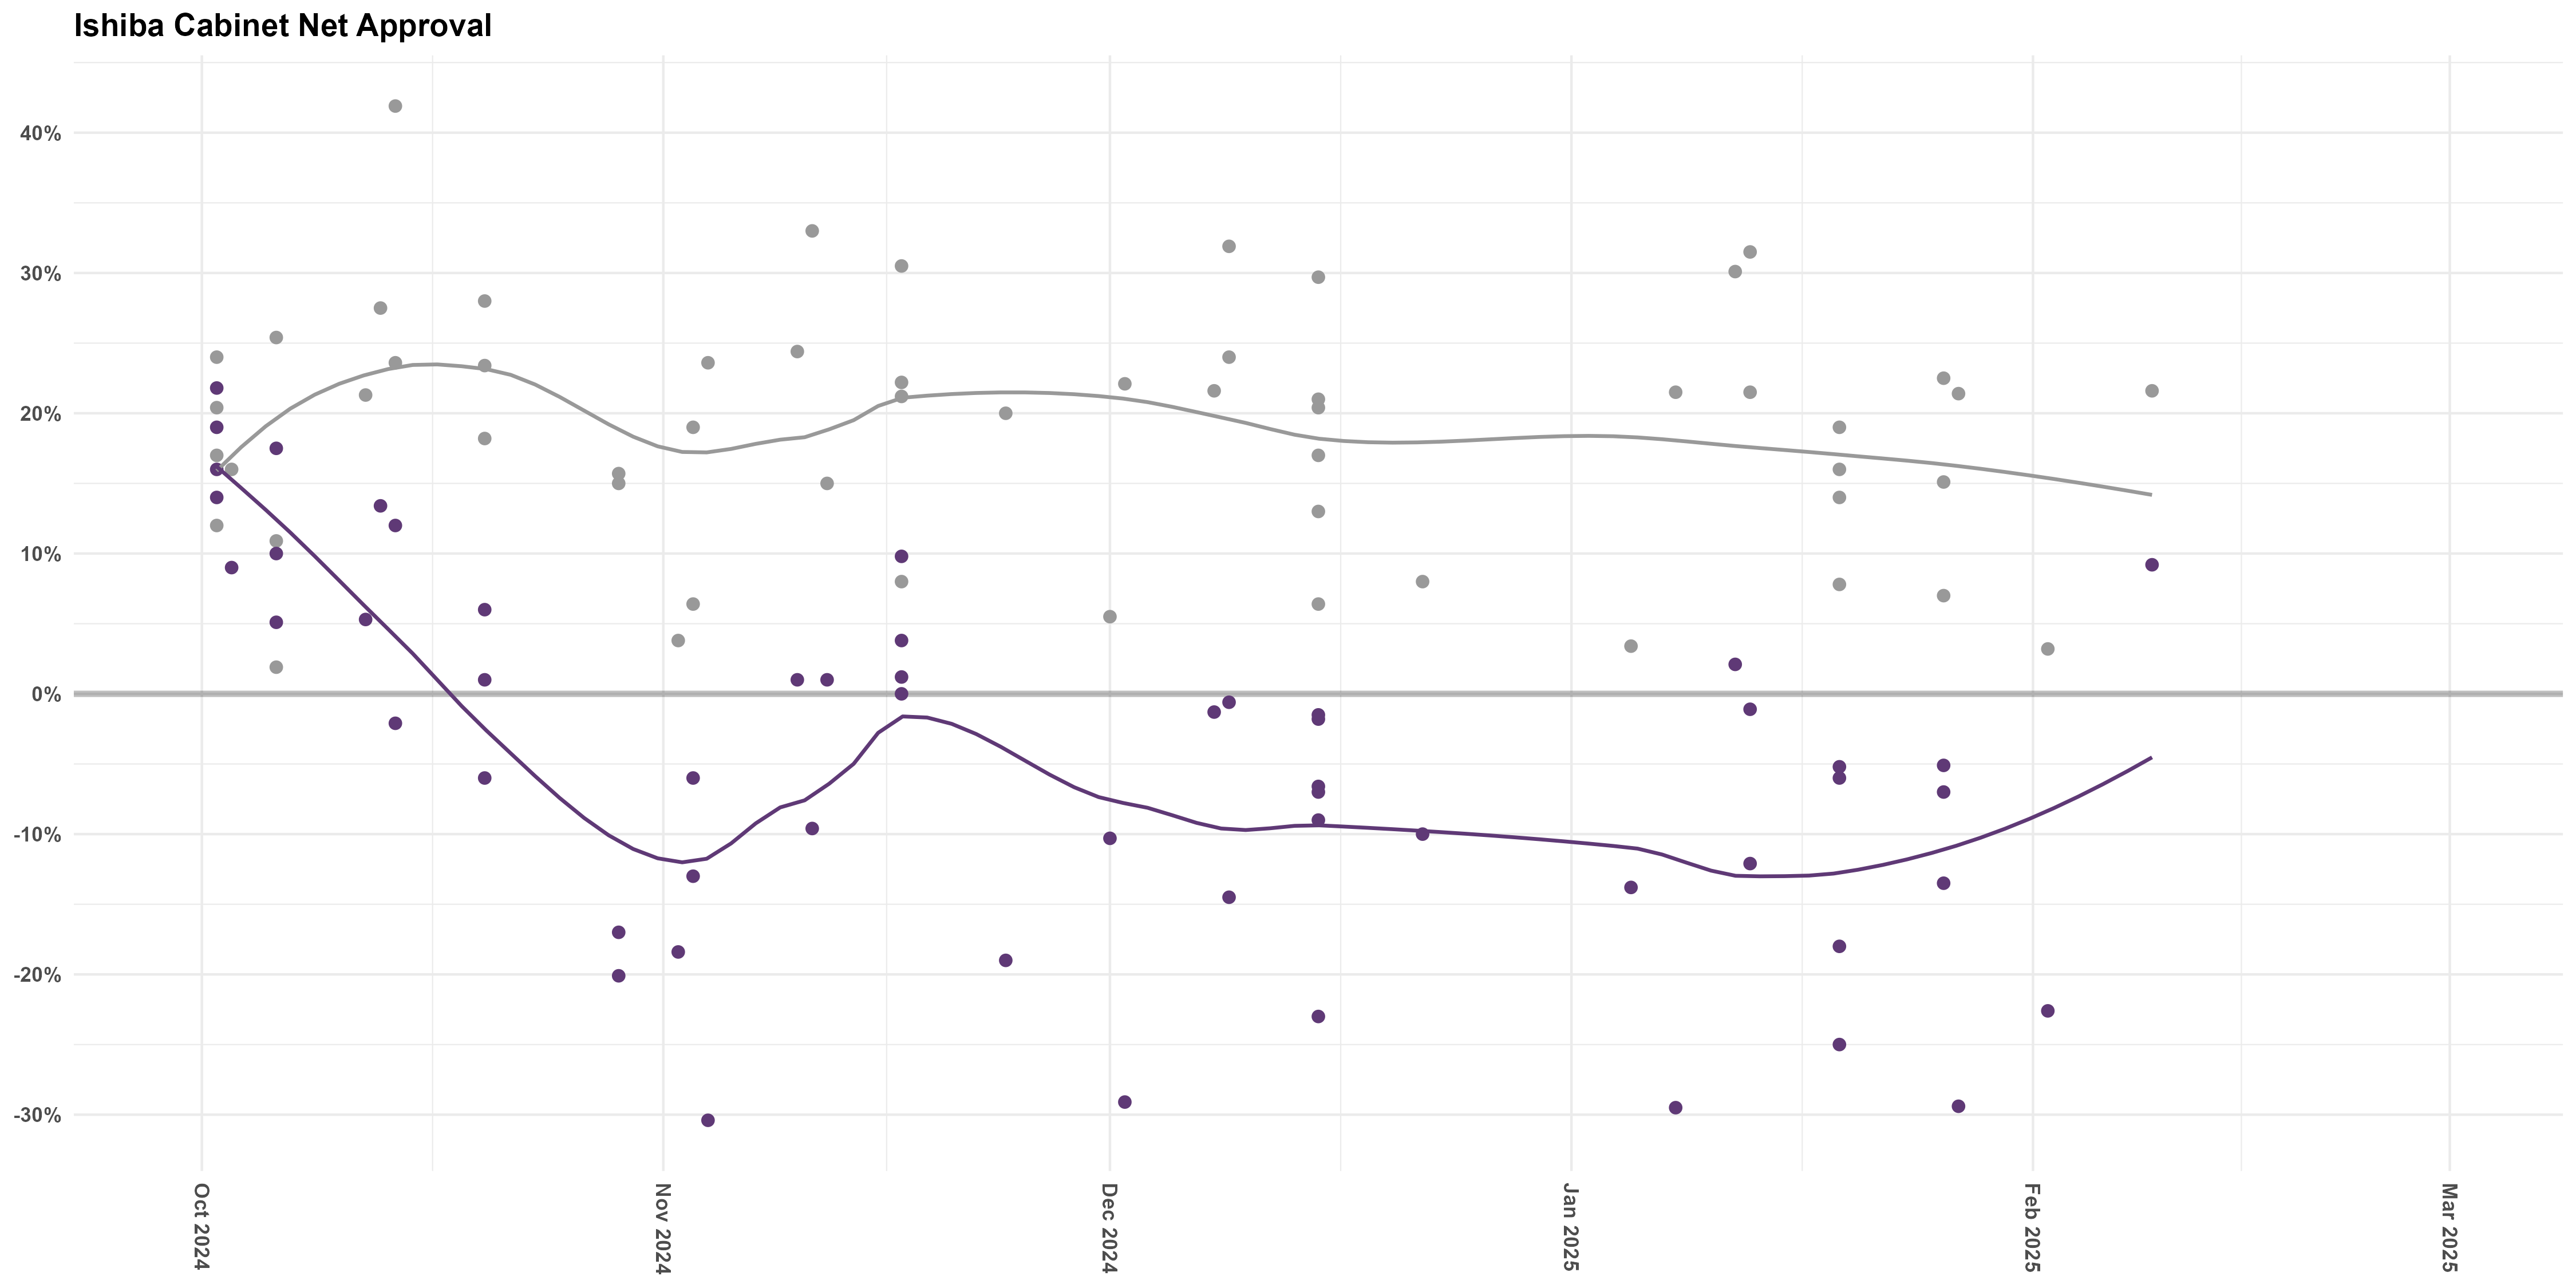 Ishiba Cabinet Net Approval
40%
30%
20%
10%
0%
-10%
-20%
-30%
Oct 2024
Nov 2024
Dec 2024
Jan 2025
Feb 2025
Mar 2025